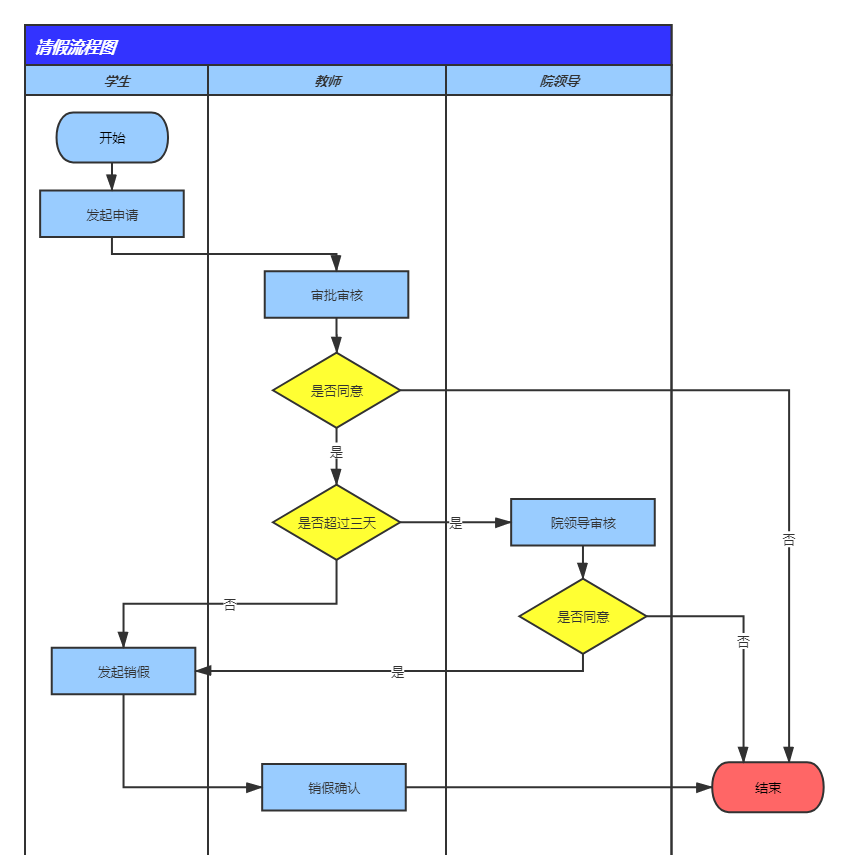 请假流程图
学生
教师
院领导
开始
发起申请
审批审核
是否同意
是
是否超过三天
是
院领导审核
否
否
是否同意
否
发起销假
是
销假确认
结束